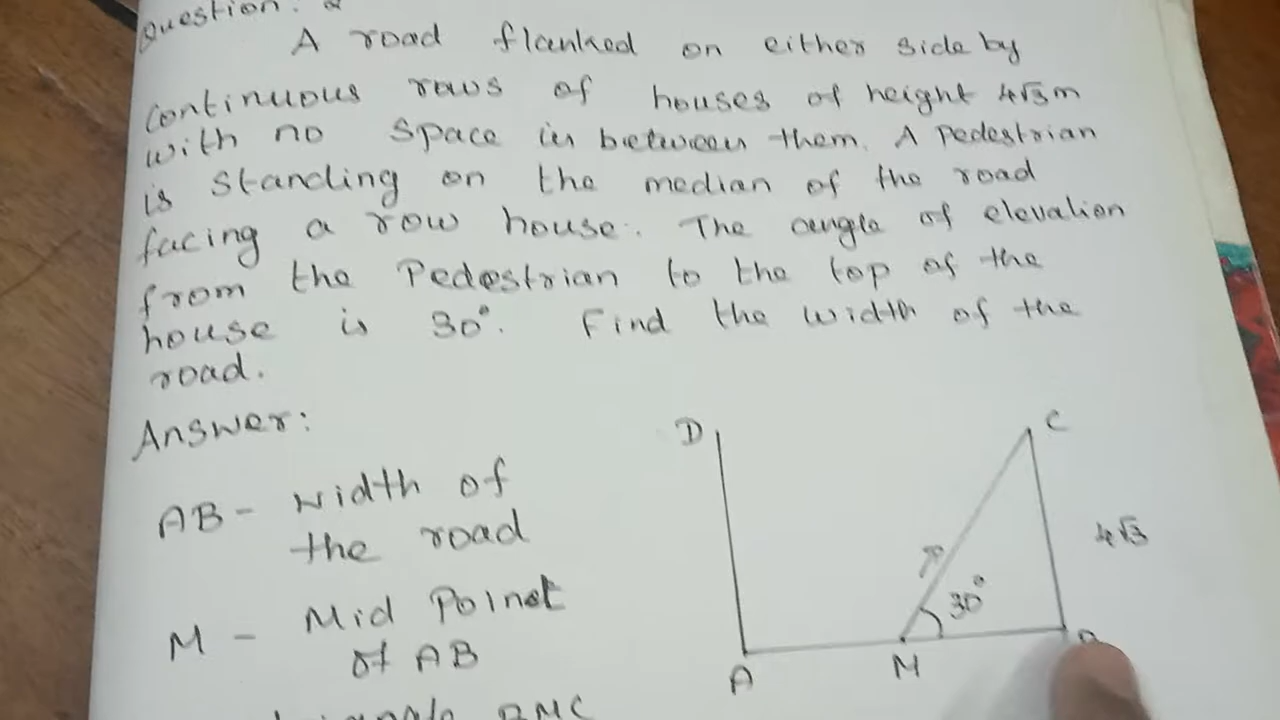 Question: 2
A road flanked on either side by
continuous rows of houses of height 4√3m
with no space in between them. A Pedestrian
is standing on the median of the road
facing a row house. The angle of elevation
from the Pedestrian to the top of the
house is 30°. Find the width of the
road.
Answer:
AB - width of
the road
M - Mid Point
of AB
triangle BMC
D
C
4√3
30°
A
M